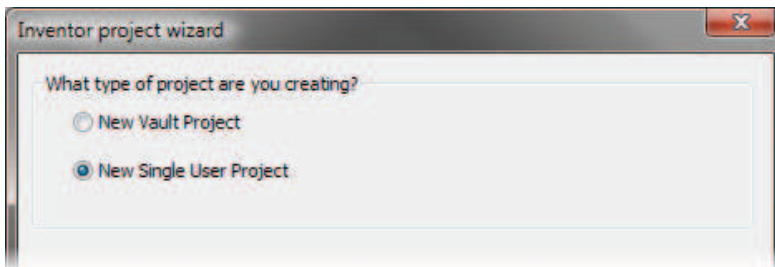 Inventor project wizard
What type of project are you creating?
New Vault Project
New Single User Project